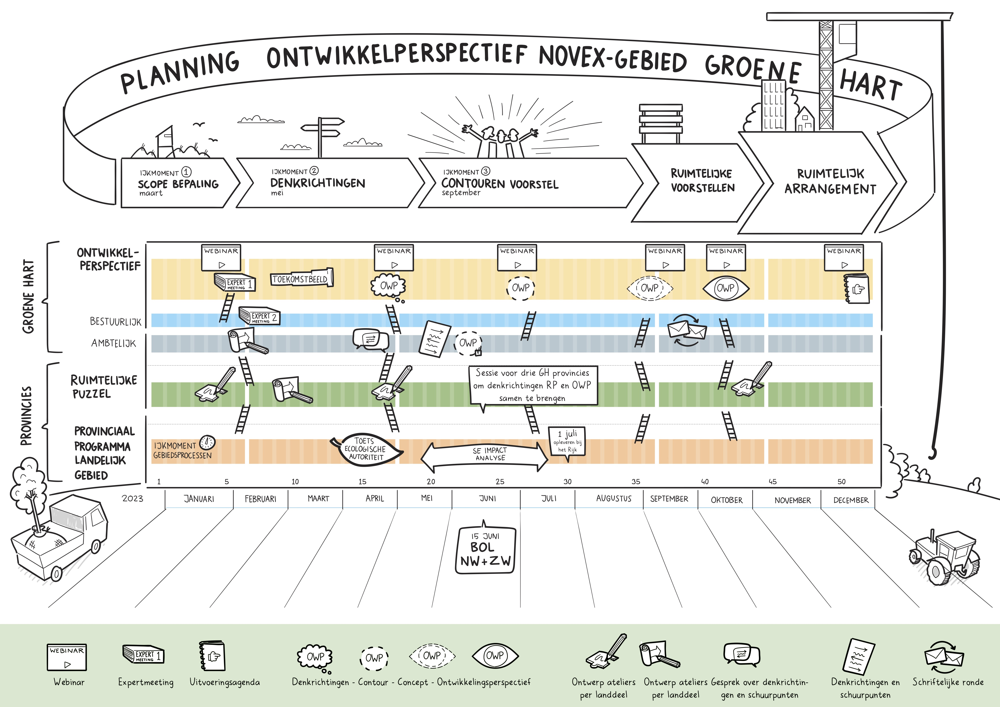 PLANNING ONTWIKKELPERSPECTIEF NOVEX-GEBIED GROENE HART
IJKMOMENT 1
SCOPE BEPALING
maart
IJKMOMENT 2
DENKRICHTINGEN
mei
IJKMOMENT 3
CONTOUREN VOORSTEL
september
RUIMTELIJKE
VOORSTELLEN
RUIMTELIJK
ARRANGEMENT
GROENE HART
ONTWIKKEL-
PERSPECTIEF
WEBINAR
WEBINAR
WEBINAR
WEBINAR
WEBINAR
WEBINAR
EXPERT
MEETING 1
TOEKOMSTBEELD
OWP
OWP
OWP
OWP
BESTUURLIJK
EXPERT
MEETING 2
AMBTELIJK
OWP
PROVINCIES
RUIMTELIJKE
PUZZEL
Sessie voor drie GH provincies
om denkrichtingen RP en OWP
samen te brengen
PROVINCIAAL
PROGRAMMA
LANDELIJK
GEBIED
IJKMOMENT
GEBIEDSPROCESSEN
TOETS
ECOLOGISCHE
AUTORITEIT
SE IMPACT
ANALYSE
1 juli
opleveren bij
het Rijk
1 5 10 15 20 25 30 35 40 45 50
2023 JANUARI FEBRUARI MAART APRIL MEI JUNI JULI AUGUSTUS SEPTEMBER OKTOBER NOVEMBER DECEMBER
15 JUNI
BOL
NW+ZW
WEBINAR
Webinar
EXPERT
MEETING 1
Expertmeeting
Uitvoeringsagenda
OWP
OWP
OWP
OWP
Denkrichtingen - Contour - Concept - Ontwikkelingsperspectief
Ontwerp ateliers
per landdeel
Ontwerp ateliers
per landdeel
Gesprek over denkrichtin-
gen en schuurpunten
Denkrichtingen en
schuurpunten
Schriftelijke ronde